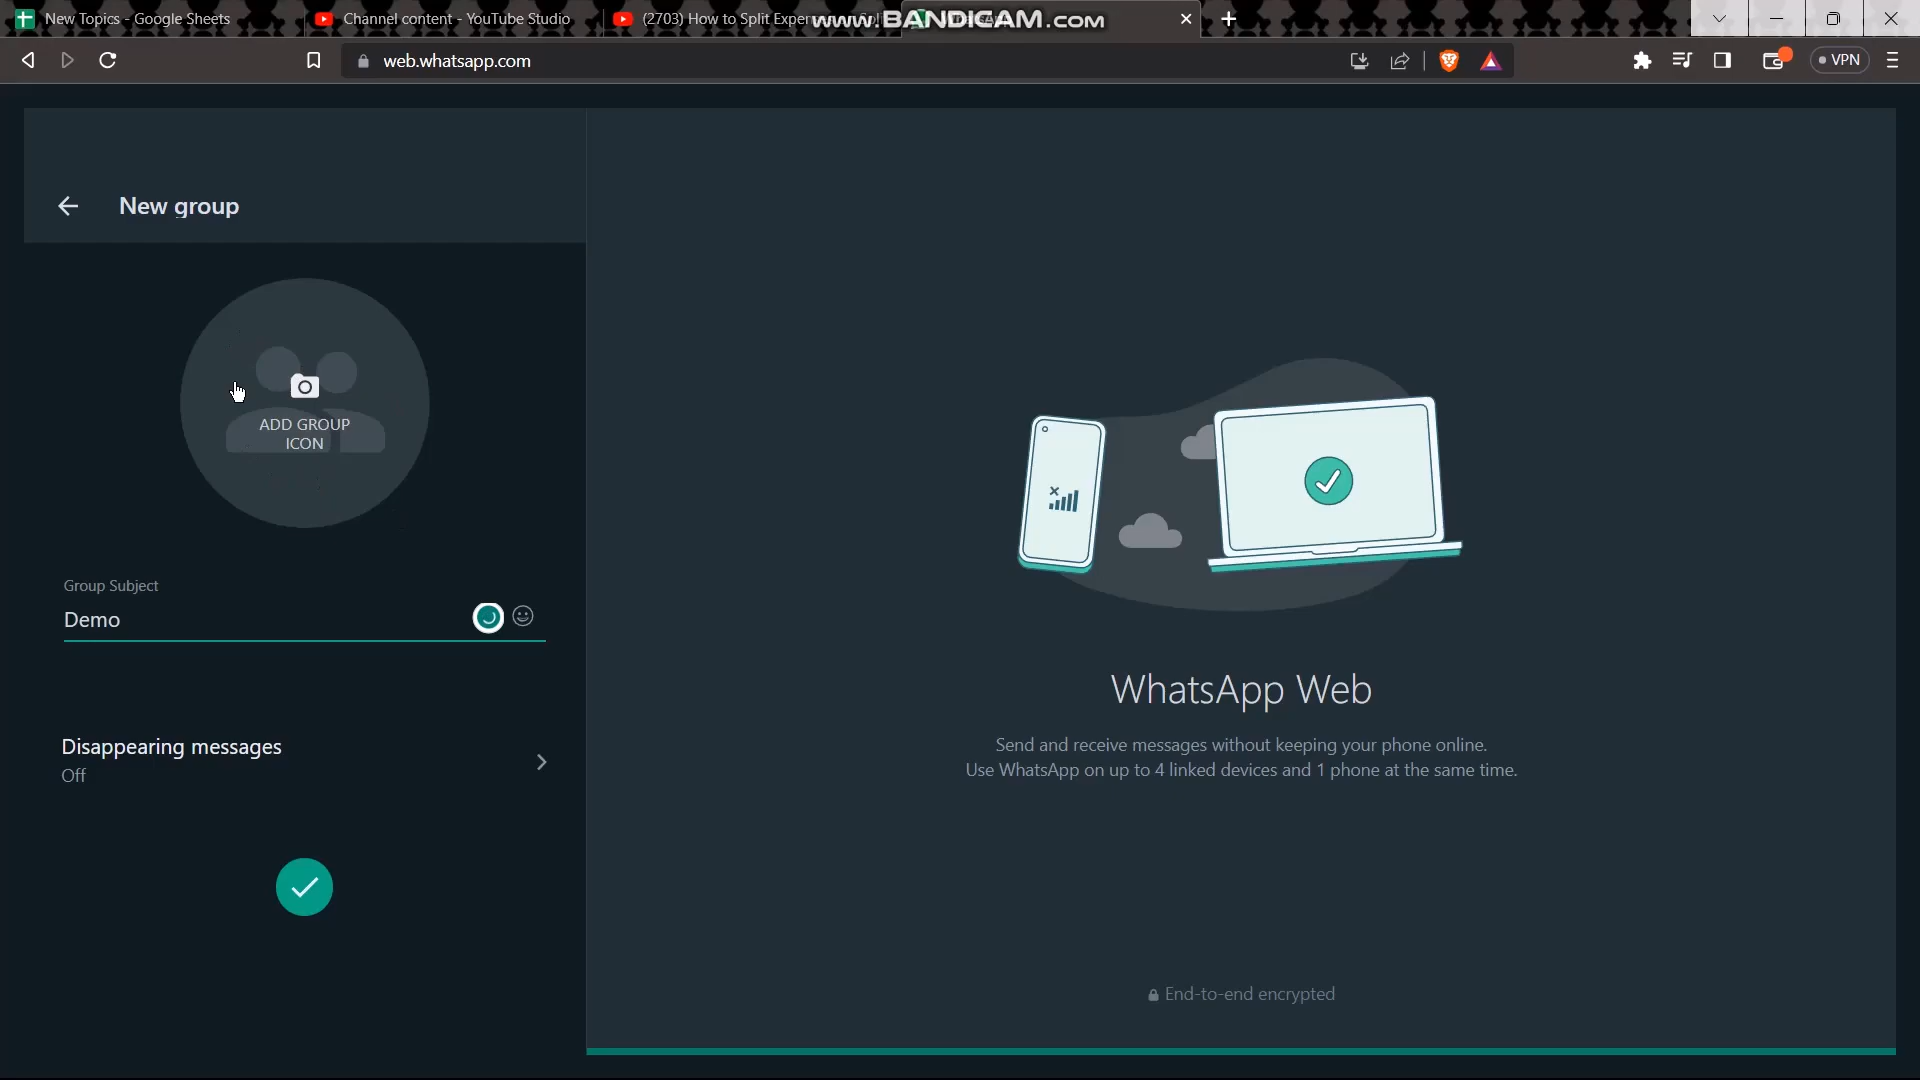 New Topics - Google Sheets
Channel content - YouTube Studio
(2703) How to Split Expen
www.BANDICAM.com
web.whatsapp.com
VPN
New group
ADD GROUP
ICON
Group Subject
Demo
Disappearing messages
Off
WhatsApp Web
Send and receive messages without keeping your phone online.
Use WhatsApp on up to 4 linked devices and 1 phone at the same time.
End-to-end encrypted